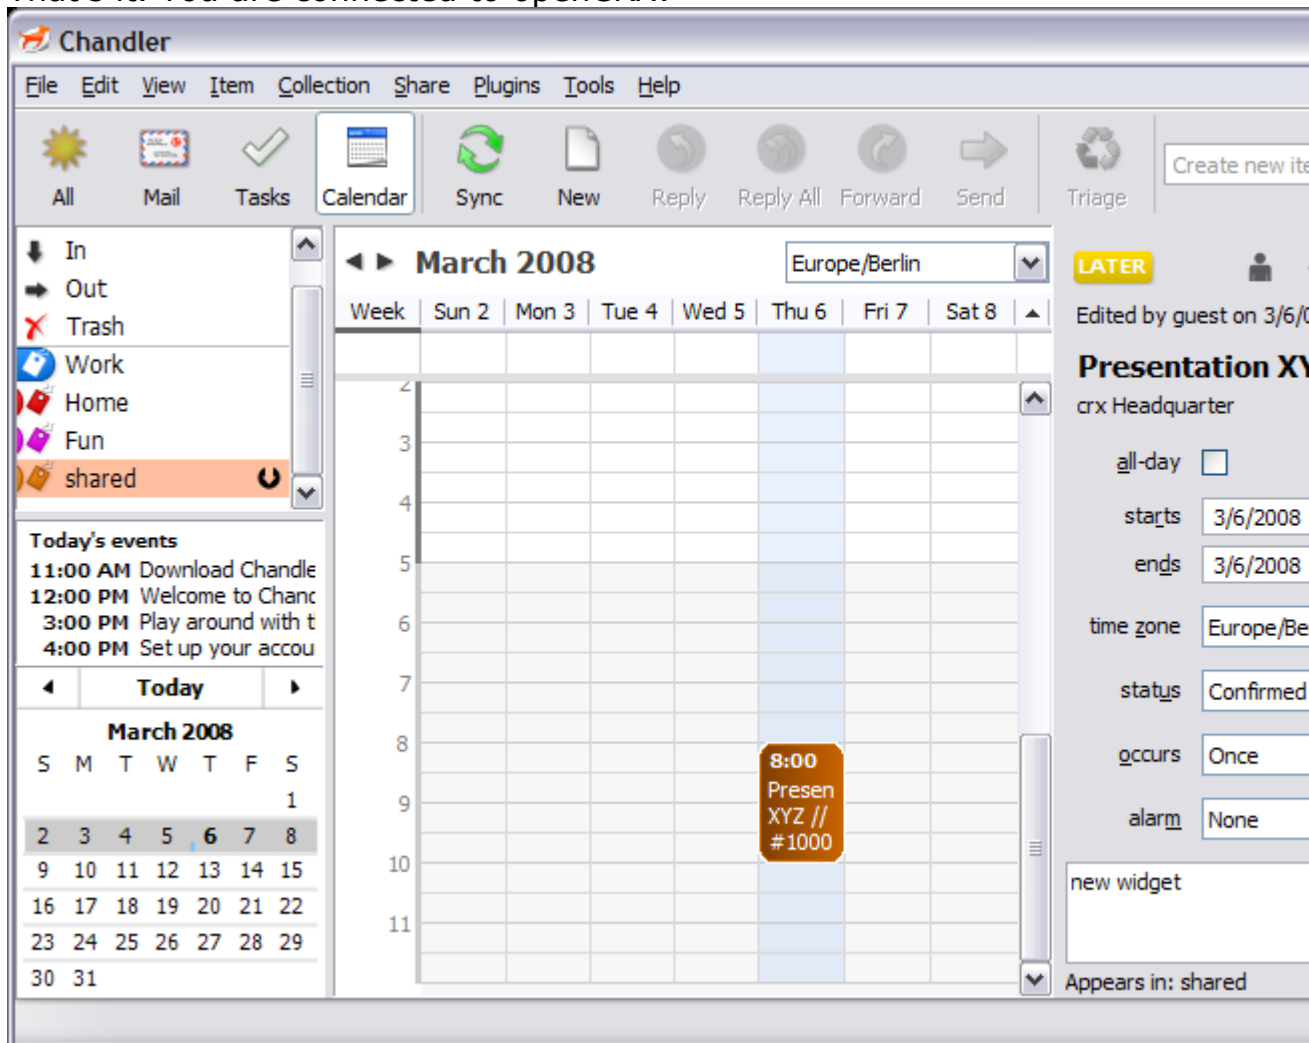 Chandler
File Edit View Item Collection Share Plugins Tools Help
All Mail Tasks Calendar Sync New Reply Reply All Forward Send Triage
Create new ite
In
Out
Trash
Work
Home
Fun
shared
Today's events
11:00 AM Download Chandle
12:00 PM Welcome to Chanc
3:00 PM Play around with t
4:00 PM Set up your accou
Today
March 2008
S M T W T F S
1
2 3 4 5 6 7 8
9 10 11 12 13 14 15
16 17 18 19 20 21 22
23 24 25 26 27 28 29
30 31
March 2008 Europe/Berlin
Week Sun 2 Mon 3 Tue 4 Wed 5 Thu 6 Fri 7 Sat 8
2
3
4
5
6
7
8
9
10
11
8:00
Presen
XYZ //
#1000
LATER
Edited by guest on 3/6/0
Presentation XY
crx Headquarter
all-day
starts 3/6/2008
ends 3/6/2008
time zone Europe/Be
status Confirmed
occurs Once
alarm None
new widget
Appears in: shared